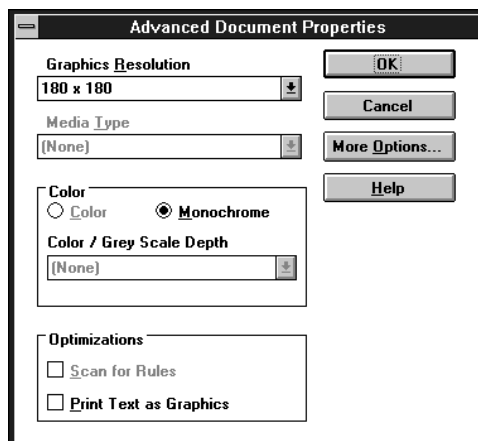 Advanced Document Properties
Graphics Resolution
180 x 180
Media Type
(None)
Color
Color
Monochrome
Color / Grey Scale Depth
(None)
Optimizations
Scan for Rules
Print Text as Graphics
OK
Cancel
More Options...
Help